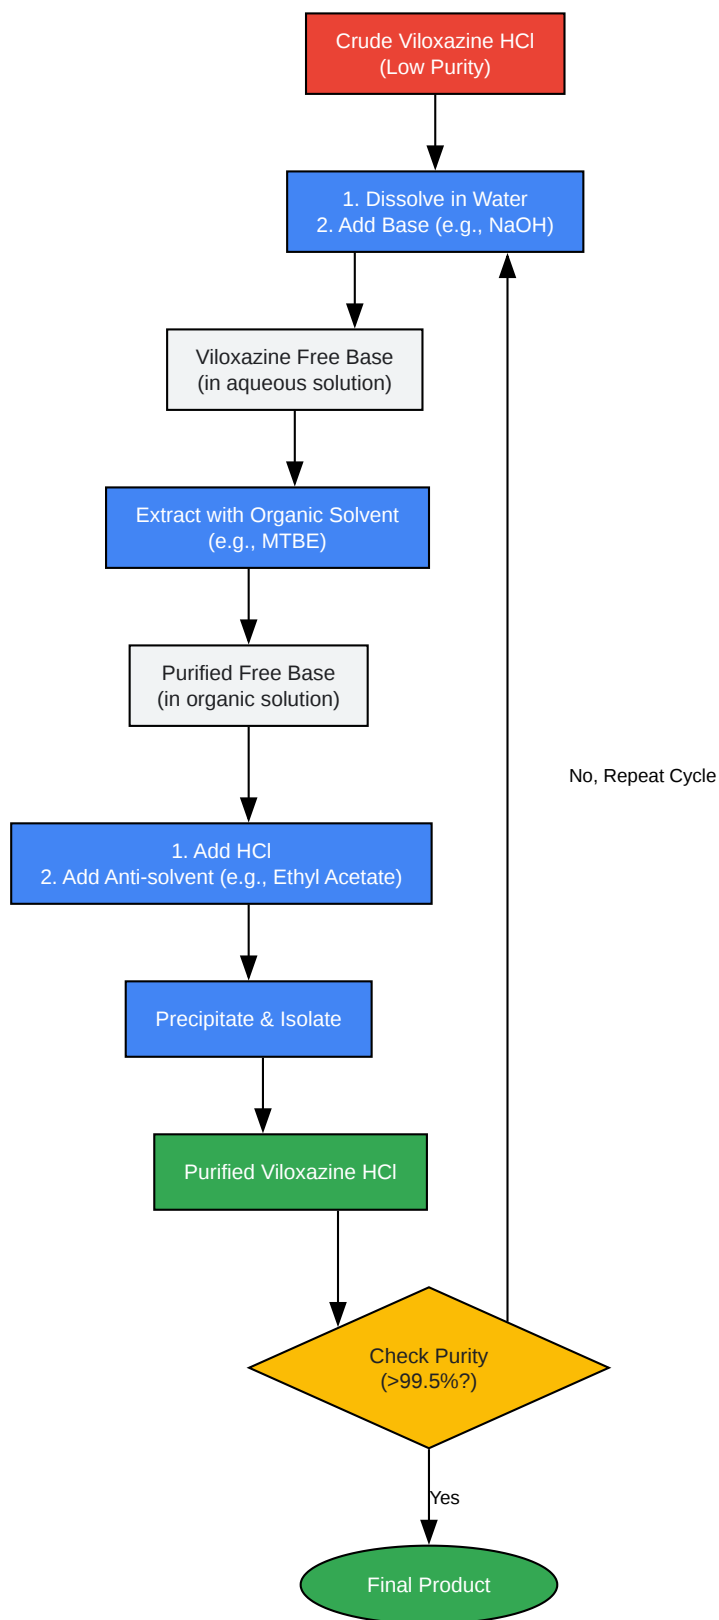 Crude Viloxazine HCl
(Low Purity)
1. Dissolve in Water
2. Add Base (e.g., NaOH)
Viloxazine Free Base
(in aqueous solution)
Extract with Organic Solvent
(e.g., MTBE)
Purified Free Base
(in organic solution)
No, Repeat Cycle
1. Add HCl
2. Add Anti-solvent (e.g., Ethyl Acetate)
Precipitate & Isolate
Purified Viloxazine HCl
Check Purity
(>99.5%?)
Yes
Final Product